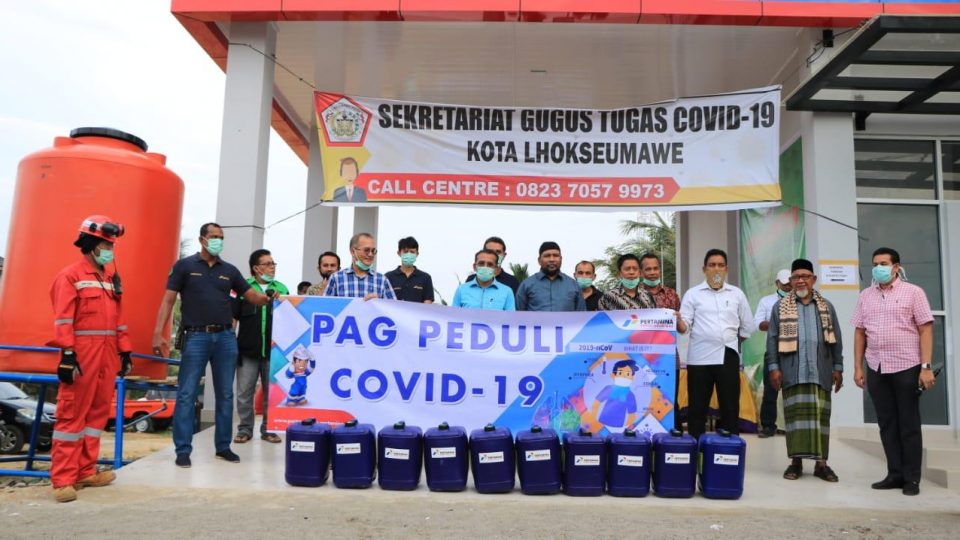 SEKRETARIAT GUGUS TUGAS COVID-19
KOTA LHOKSEUMAWE
CALL CENTRE : 0823 7057 9973
PERTAMINA
PAG PEDULI
COVID-19
2019-nCoV